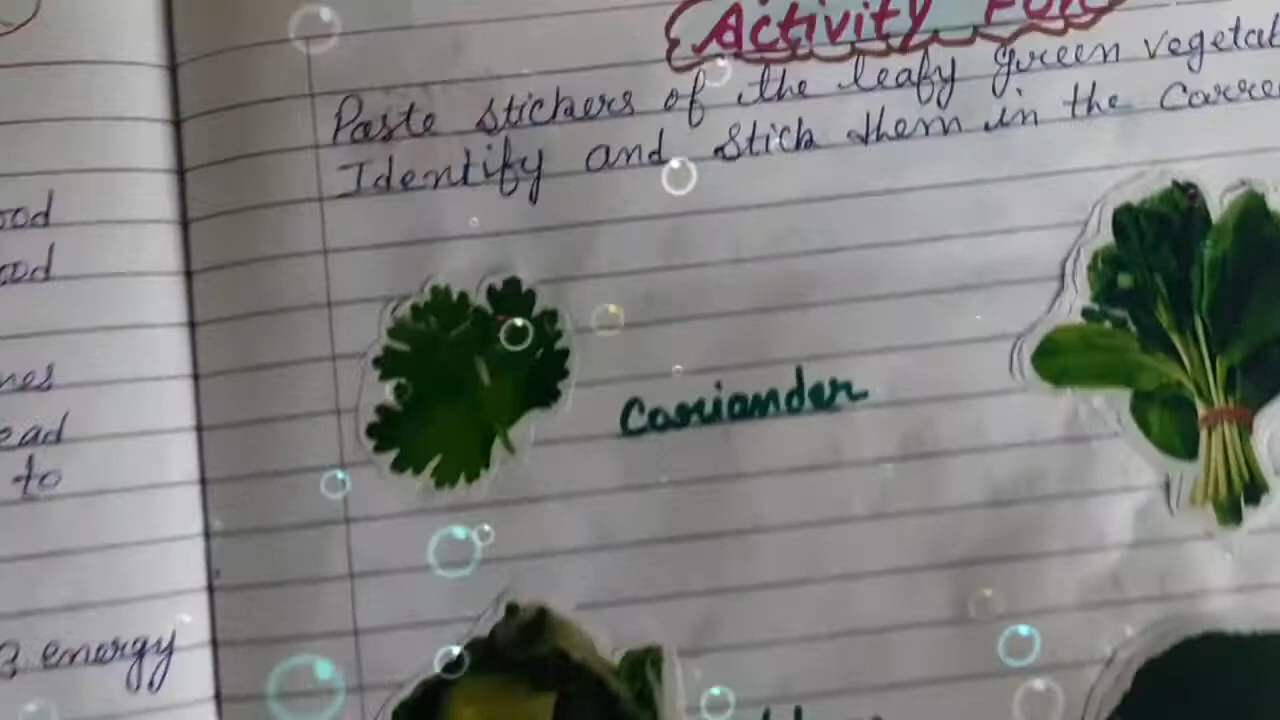 ood
ood
nes
ead
to
energy
Activity Fun
Paste stickers of the leafy green vegetab
Identify and stick them in the Corre
Coriander